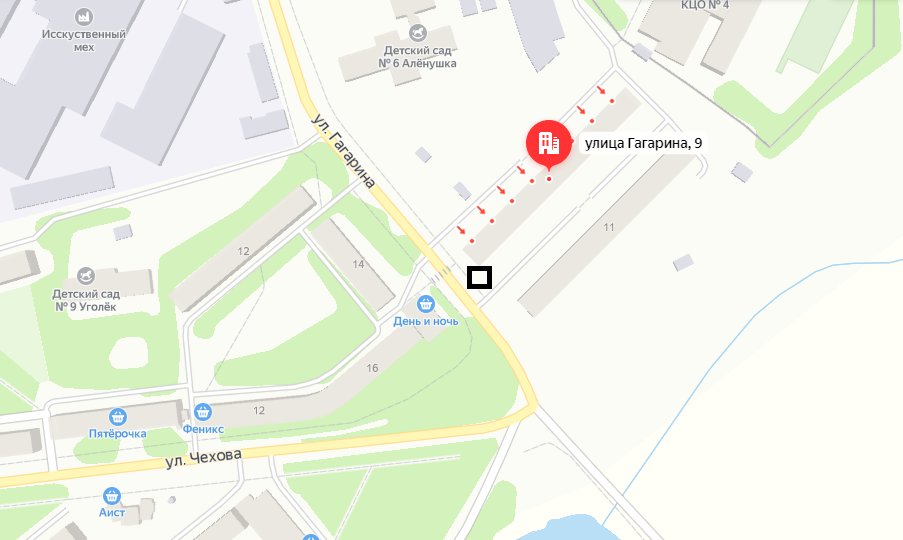 КЦО № 4
Исскуственный
мех
Детский сад
№ 6 Алёнушка
ул. Гагарина
улица Гагарина, 9
11
12
14
Детский сад
№ 9 Уголёк
День и ночь
16
12
Пятёрочка
Феникс
ул. Чехова
Аист